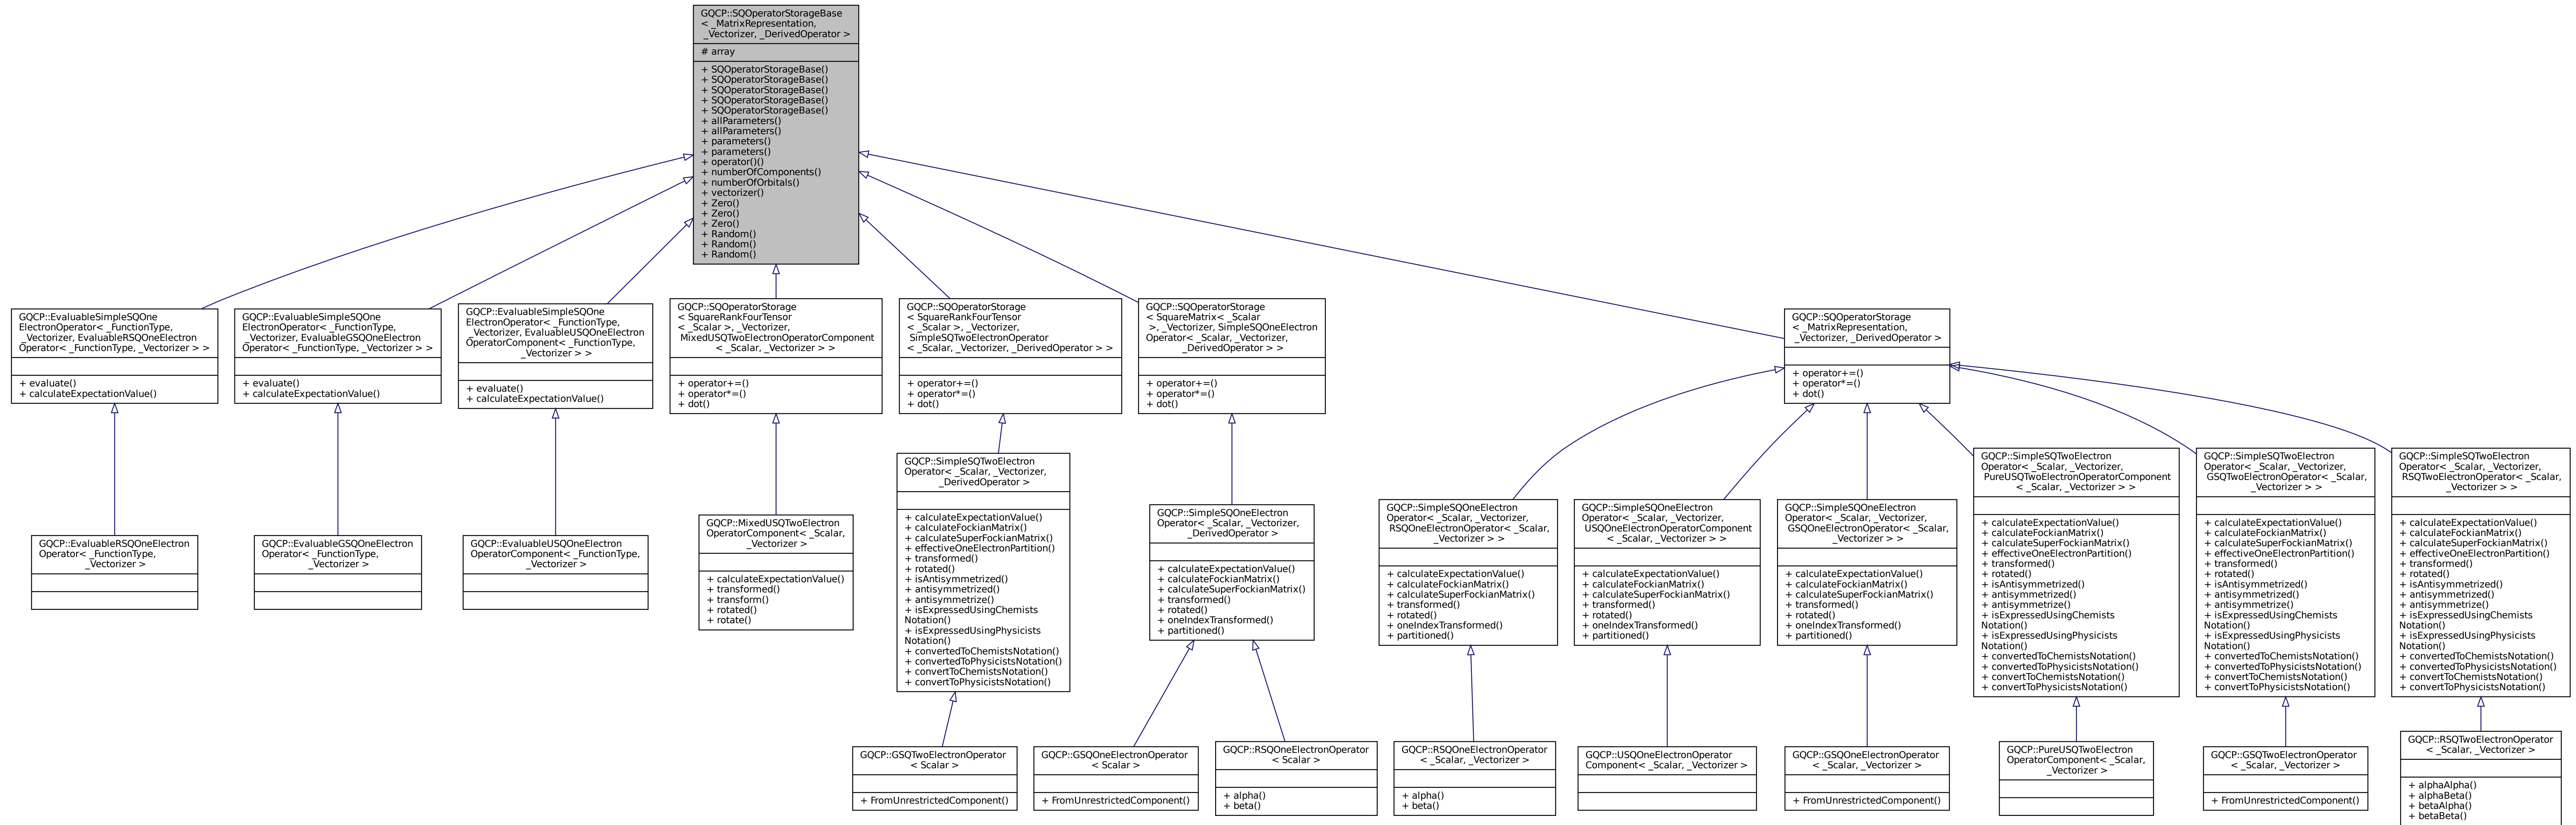 GQCP::SQOperatorStorageBase
< _MatrixRepresentation,
_Vectorizer, _DerivedOperator >
# array
+ SQOperatorStorageBase()
+ SQOperatorStorageBase()
+ SQOperatorStorageBase()
+ SQOperatorStorageBase()
+ SQOperatorStorageBase()
+ allParameters()
+ allParameters()
+ parameters()
+ parameters()
+ operator()()
+ numberOfComponents()
+ numberOfOrbitals()
+ vectorizer()
+ Zero()
+ Zero()
+ Zero()
+ Random()
+ Random()
+ Random()
GQCP::EvaluableSimpleSQOne
ElectronOperator< _FunctionType,
_Vectorizer, EvaluableRSQOneElectron
Operator< _FunctionType, _Vectorizer > >
+ evaluate()
+ calculateExpectationValue()
GQCP::EvaluableSimpleSQOne
ElectronOperator< _FunctionType,
_Vectorizer, EvaluableGSQOneElectron
Operator< _FunctionType, _Vectorizer > >
+ evaluate()
+ calculateExpectationValue()
GQCP::EvaluableSimpleSQOne
ElectronOperator< _FunctionType,
_Vectorizer, EvaluableUSQOneElectron
OperatorComponent< _FunctionType,
_Vectorizer > >
+ evaluate()
+ calculateExpectationValue()
GQCP::SQOperatorStorage
< SquareRankFourTensor
< _Scalar >, _Vectorizer,
MixedUSQTwoElectronOperatorComponent
< _Scalar, _Vectorizer > >
+ operator+=()
+ operator*=()
+ dot()
GQCP::SQOperatorStorage
< SquareRankFourTensor
< _Scalar >, _Vectorizer,
SimpleSQTwoElectronOperator
< _Scalar, _Vectorizer, _DerivedOperator > >
+ operator+=()
+ operator*=()
+ dot()
GQCP::SQOperatorStorage
< SquareMatrix< _Scalar
>, _Vectorizer, SimpleSQOneElectron
Operator< _Scalar, _Vectorizer,
_DerivedOperator > >
+ operator+=()
+ operator*=()
+ dot()
GQCP::SQOperatorStorage
< _MatrixRepresentation,
_Vectorizer, _DerivedOperator >
+ operator+=()
+ operator*=()
+ dot()
GQCP::EvaluableRSQOneElectron
Operator< _FunctionType,
_Vectorizer >
GQCP::EvaluableGSQOneElectron
Operator< _FunctionType,
_Vectorizer >
GQCP::EvaluableUSQOneElectron
OperatorComponent< _FunctionType,
_Vectorizer >
GQCP::MixedUSQTwoElectron
OperatorComponent< _Scalar,
_Vectorizer >
+ calculateExpectationValue()
+ transformed()
+ transform()
+ rotated()
+ rotate()
GQCP::SimpleSQTwoElectron
Operator< _Scalar, _Vectorizer,
_DerivedOperator >
+ calculateExpectationValue()
+ calculateFockianMatrix()
+ calculateSuperFockianMatrix()
+ effectiveOneElectronPartition()
+ transformed()
+ rotated()
+ isAntisymmetrized()
+ antisymmetrized()
+ antisymmetrize()
+ isExpressedUsingChemists
Notation()
+ isExpressedUsingPhysicists
Notation()
+ convertedToChemistsNotation()
+ convertedToPhysicistsNotation()
+ convertToChemistsNotation()
+ convertToPhysicistsNotation()
GQCP::SimpleSQOneElectron
Operator< _Scalar, _Vectorizer,
_DerivedOperator >
+ calculateExpectationValue()
+ calculateFockianMatrix()
+ calculateSuperFockianMatrix()
+ transformed()
+ rotated()
+ oneIndexTransformed()
+ partitioned()
GQCP::SimpleSQOneElectron
Operator< _Scalar, _Vectorizer,
RSQOneElectronOperator< _Scalar,
_Vectorizer > >
+ calculateExpectationValue()
+ calculateFockianMatrix()
+ calculateSuperFockianMatrix()
+ transformed()
+ rotated()
+ oneIndexTransformed()
+ partitioned()
GQCP::SimpleSQOneElectron
Operator< _Scalar, _Vectorizer,
USQOneElectronOperatorComponent
< _Scalar, _Vectorizer > >
+ calculateExpectationValue()
+ calculateFockianMatrix()
+ calculateSuperFockianMatrix()
+ transformed()
+ rotated()
+ oneIndexTransformed()
+ partitioned()
GQCP::SimpleSQOneElectron
Operator< _Scalar, _Vectorizer,
GSQOneElectronOperator< _Scalar,
_Vectorizer > >
+ calculateExpectationValue()
+ calculateFockianMatrix()
+ calculateSuperFockianMatrix()
+ transformed()
+ rotated()
+ oneIndexTransformed()
+ partitioned()
GQCP::SimpleSQTwoElectron
Operator< _Scalar, _Vectorizer,
PureUSQTwoElectronOperatorComponent
< _Scalar, _Vectorizer > >
+ calculateExpectationValue()
+ calculateFockianMatrix()
+ calculateSuperFockianMatrix()
+ effectiveOneElectronPartition()
+ transformed()
+ rotated()
+ isAntisymmetrized()
+ antisymmetrized()
+ antisymmetrize()
+ isExpressedUsingChemists
Notation()
+ isExpressedUsingPhysicists
Notation()
+ convertedToChemistsNotation()
+ convertedToPhysicistsNotation()
+ convertToChemistsNotation()
+ convertToPhysicistsNotation()
GQCP::SimpleSQTwoElectron
Operator< _Scalar, _Vectorizer,
GSQTwoElectronOperator< _Scalar,
_Vectorizer > >
+ calculateExpectationValue()
+ calculateFockianMatrix()
+ calculateSuperFockianMatrix()
+ effectiveOneElectronPartition()
+ transformed()
+ rotated()
+ isAntisymmetrized()
+ antisymmetrized()
+ antisymmetrize()
+ isExpressedUsingChemists
Notation()
+ isExpressedUsingPhysicists
Notation()
+ convertedToChemistsNotation()
+ convertedToPhysicistsNotation()
+ convertToChemistsNotation()
+ convertToPhysicistsNotation()
GQCP::SimpleSQTwoElectron
Operator< _Scalar, _Vectorizer,
RSQTwoElectronOperator< _Scalar,
_Vectorizer > >
+ calculateExpectationValue()
+ calculateFockianMatrix()
+ calculateSuperFockianMatrix()
+ effectiveOneElectronPartition()
+ transformed()
+ rotated()
+ isAntisymmetrized()
+ antisymmetrized()
+ antisymmetrize()
+ isExpressedUsingChemists
Notation()
+ isExpressedUsingPhysicists
Notation()
+ convertedToChemistsNotation()
+ convertedToPhysicistsNotation()
+ convertToChemistsNotation()
+ convertToPhysicistsNotation()
GQCP::GSQTwoElectronOperator
< Scalar >
+ FromUnrestrictedComponent()
GQCP::GSQOneElectronOperator
< Scalar >
+ FromUnrestrictedComponent()
GQCP::RSQOneElectronOperator
< Scalar >
+ alpha()
+ beta()
GQCP::RSQOneElectronOperator
< _Scalar, _Vectorizer >
+ alpha()
+ beta()
GQCP::USQOneElectronOperator
Component< _Scalar, _Vectorizer >
GQCP::GSQOneElectronOperator
< _Scalar, _Vectorizer >
+ FromUnrestrictedComponent()
GQCP::PureUSQTwoElectron
OperatorComponent< _Scalar,
_Vectorizer >
GQCP::GSQTwoElectronOperator
< _Scalar, _Vectorizer >
+ FromUnrestrictedComponent()
GQCP::RSQTwoElectronOperator
< _Scalar, _Vectorizer >
+ alphaAlpha()
+ alphaBeta()
+ betaAlpha()
+ betaBeta()